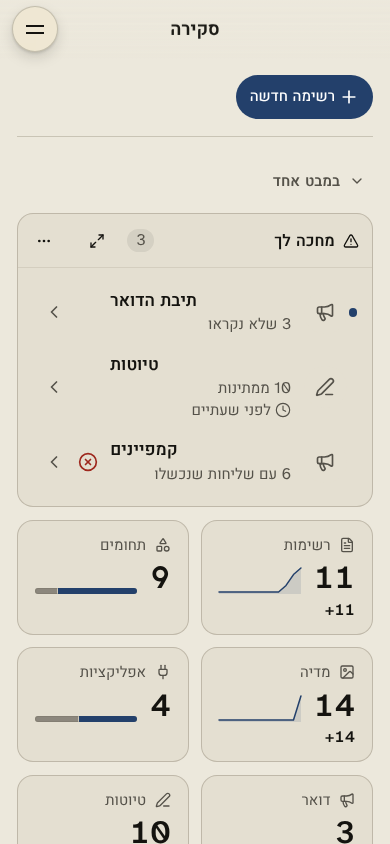 סקירה
רשימה חדשה
במבט אחד
מחכה לך
3
תיבת הדואר
3 שלא נקראו
טיוטות
10 ממתינות
לפני שעתיים
קמפיינים
6 עם שליחות שנכשלו
רשימות
11
+11
תחומים
9
מדיה
14
+14
אפליקציות
4
דואר
3
טיוטות
10